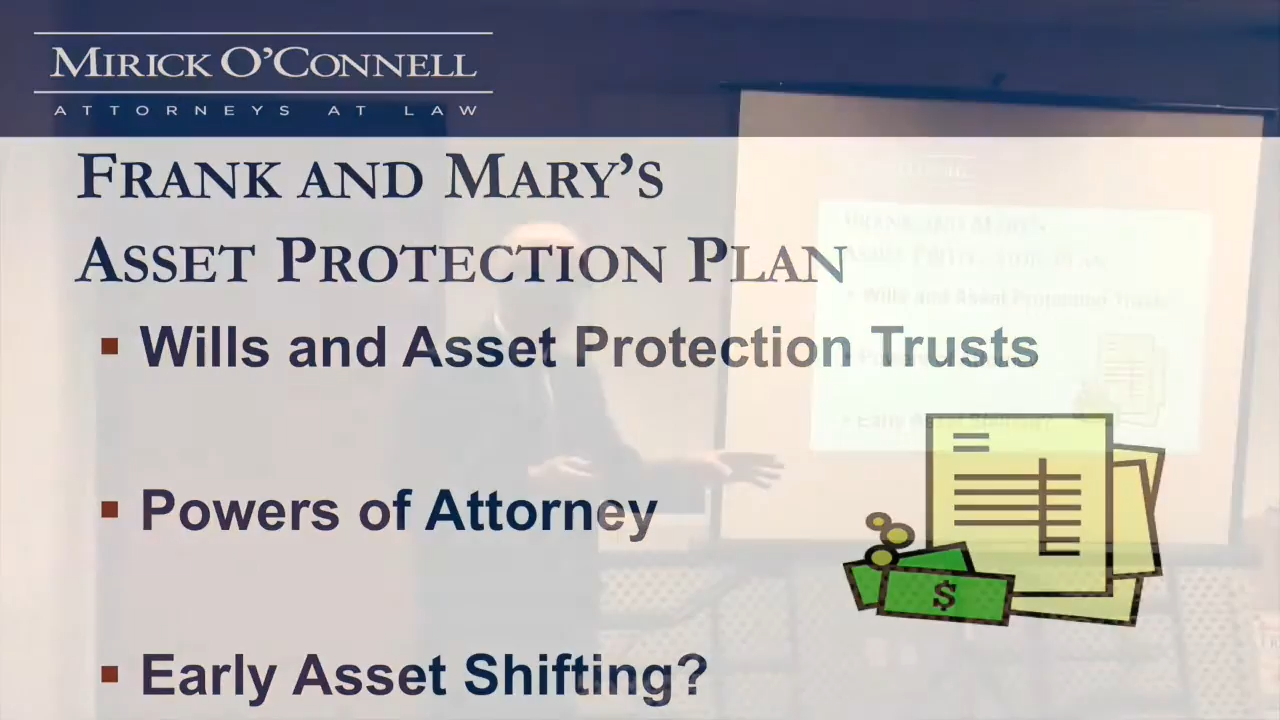 MIRICK O'CONNELL
ATTORNEYS AT LAW
FRANK AND MARY'S
ASSET PROTECTION PLAN
▪ Wills and Asset Protection Trusts
▪ Powers of Attorney
$
▪ Early Asset Shifting?